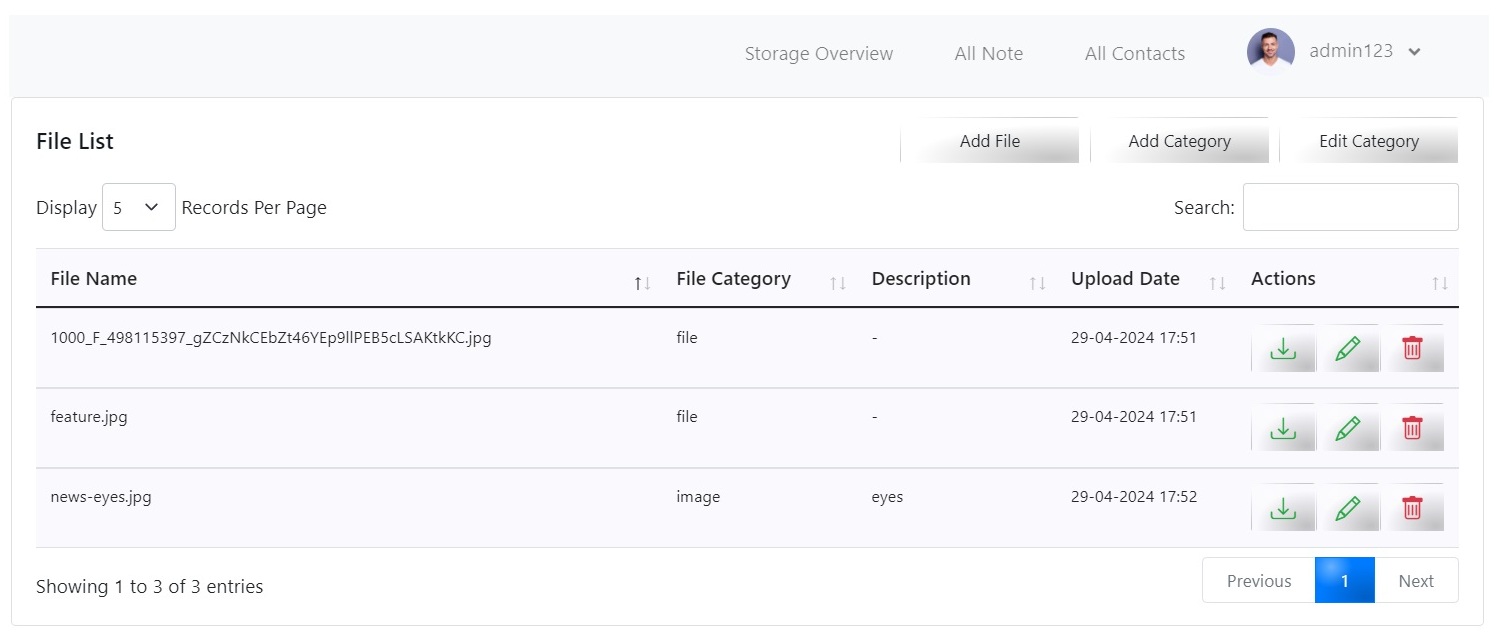 Storage Overview All Note All Contacts admin123
File List Add File Add Category Edit Category
Display 5 Records Per Page Search:
File Name File Category Description Upload Date Actions
1000_F_498115397_gZCzNkCEbZt46YEp9llPEB5cLSAKtkKC.jpg file - 29-04-2024 17:51
feature.jpg file - 29-04-2024 17:51
news-eyes.jpg image eyes 29-04-2024 17:52
Showing 1 to 3 of 3 entries Previous 1 Next